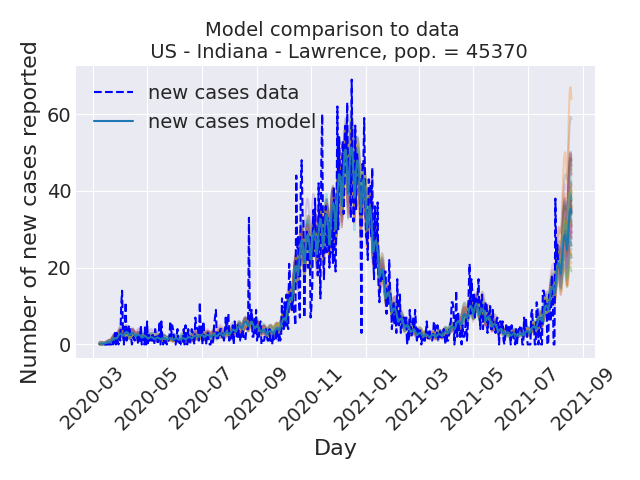 Model comparison to data
US - Indiana - Lawrence, pop. = 45370
Number of new cases reported
60
40
20
0
new cases data
new cases model
2020-03
2020-05
2020-07
2020-09
2020-11
2021-01
2021-03
2021-05
2021-07
2021-09
Day